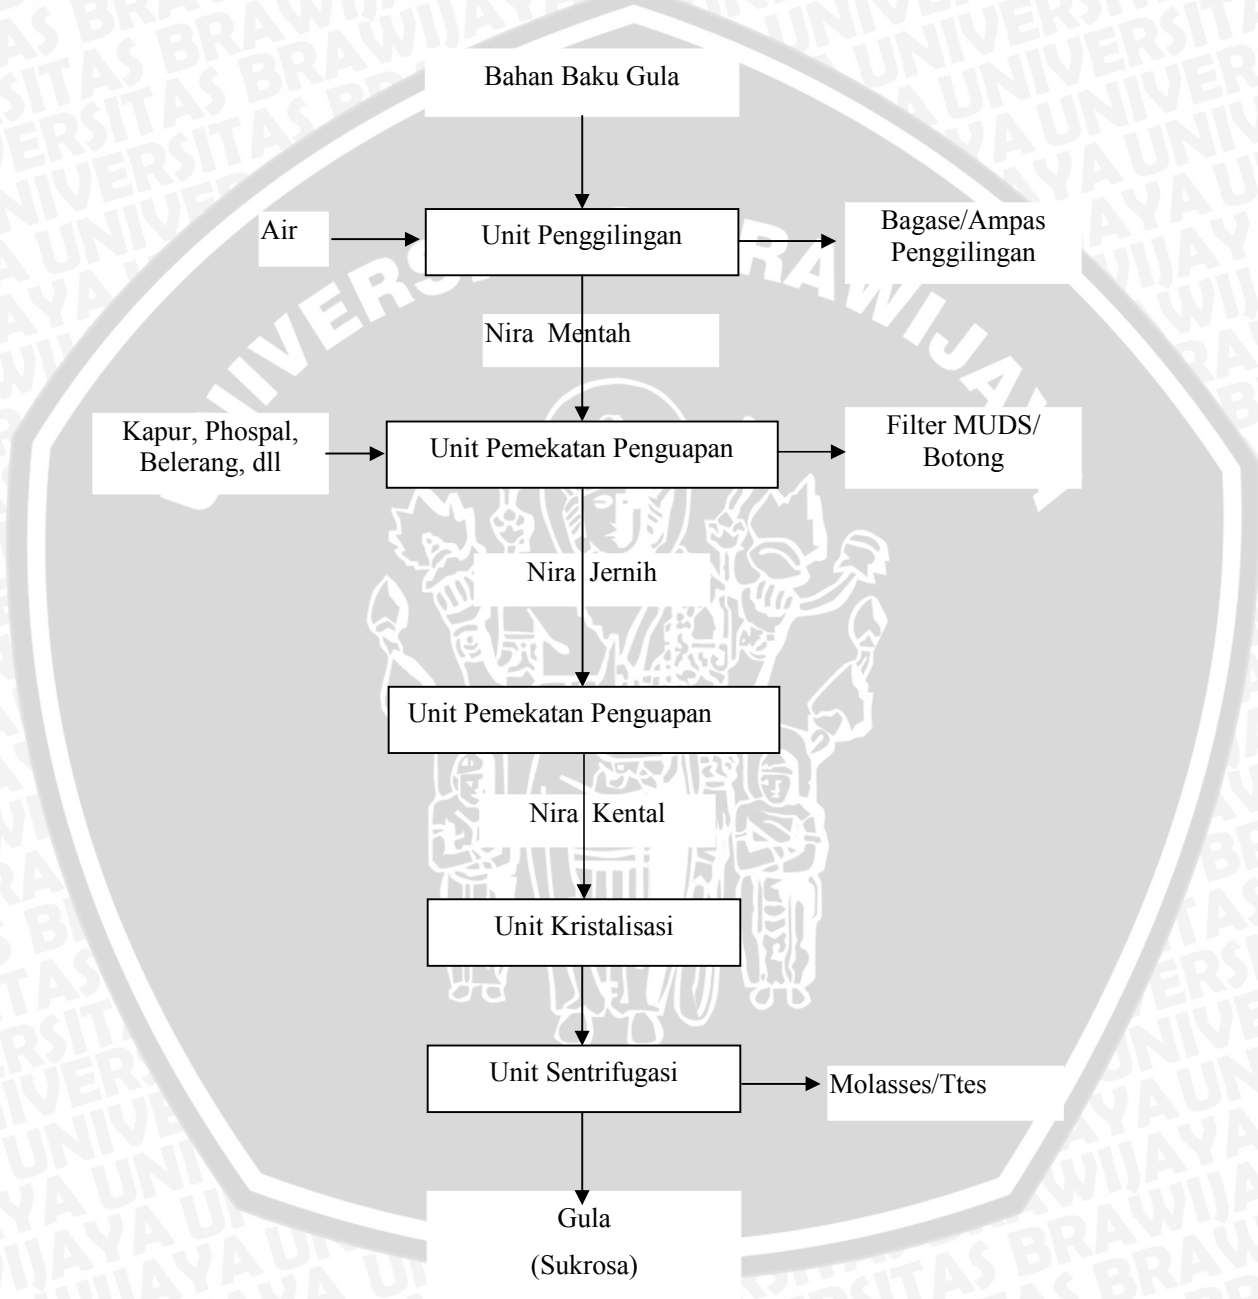 Bahan Baku Gula
Air
Unit Penggilingan
Bagase/Ampas
Penggilingan
Nira Mentah
Kapur, Phospal,
Belerang, dll
Unit Pemekatan Penguapan
Filter MUDS/
Botong
Nira Jernih
Unit Pemekatan Penguapan
Nira Kental
Unit Kristalisasi
Unit Sentrifugasi
Molasses/Ttes
Gula
(Sukrosa)